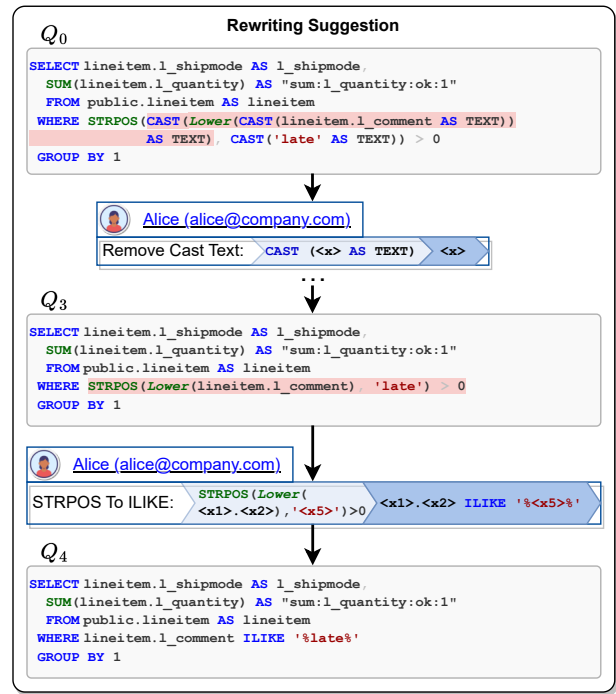 Rewriting Suggestion
Q0
SELECT lineitem.l_shipmode AS l_shipmode,
SUM(lineitem.l_quantity) AS "sum:l_quantity:ok:1"
FROM public.lineitem AS lineitem
WHERE STRPOS(CAST(Lower(CAST(lineitem.l_comment AS TEXT))
AS TEXT), CAST('late' AS TEXT)) > 0
GROUP BY 1
Alice (alice@company.com)
Remove Cast Text: CAST (<x> AS TEXT) <x>
...
Q3
SELECT lineitem.l_shipmode AS l_shipmode,
SUM(lineitem.l_quantity) AS "sum:l_quantity:ok:1"
FROM public.lineitem AS lineitem
WHERE STRPOS(Lower(lineitem.l_comment), 'late') > 0
GROUP BY 1
Alice (alice@company.com)
STRPOS To ILIKE: STRPOS(Lower(
<x1>.<x2>),'<x5>')>0 <x1>.<x2> ILIKE '%<x5>%'
Q4
SELECT lineitem.l_shipmode AS l_shipmode,
SUM(lineitem.l_quantity) AS "sum:l_quantity:ok:1"
FROM public.lineitem AS lineitem
WHERE lineitem.l_comment ILIKE '%late%'
GROUP BY 1